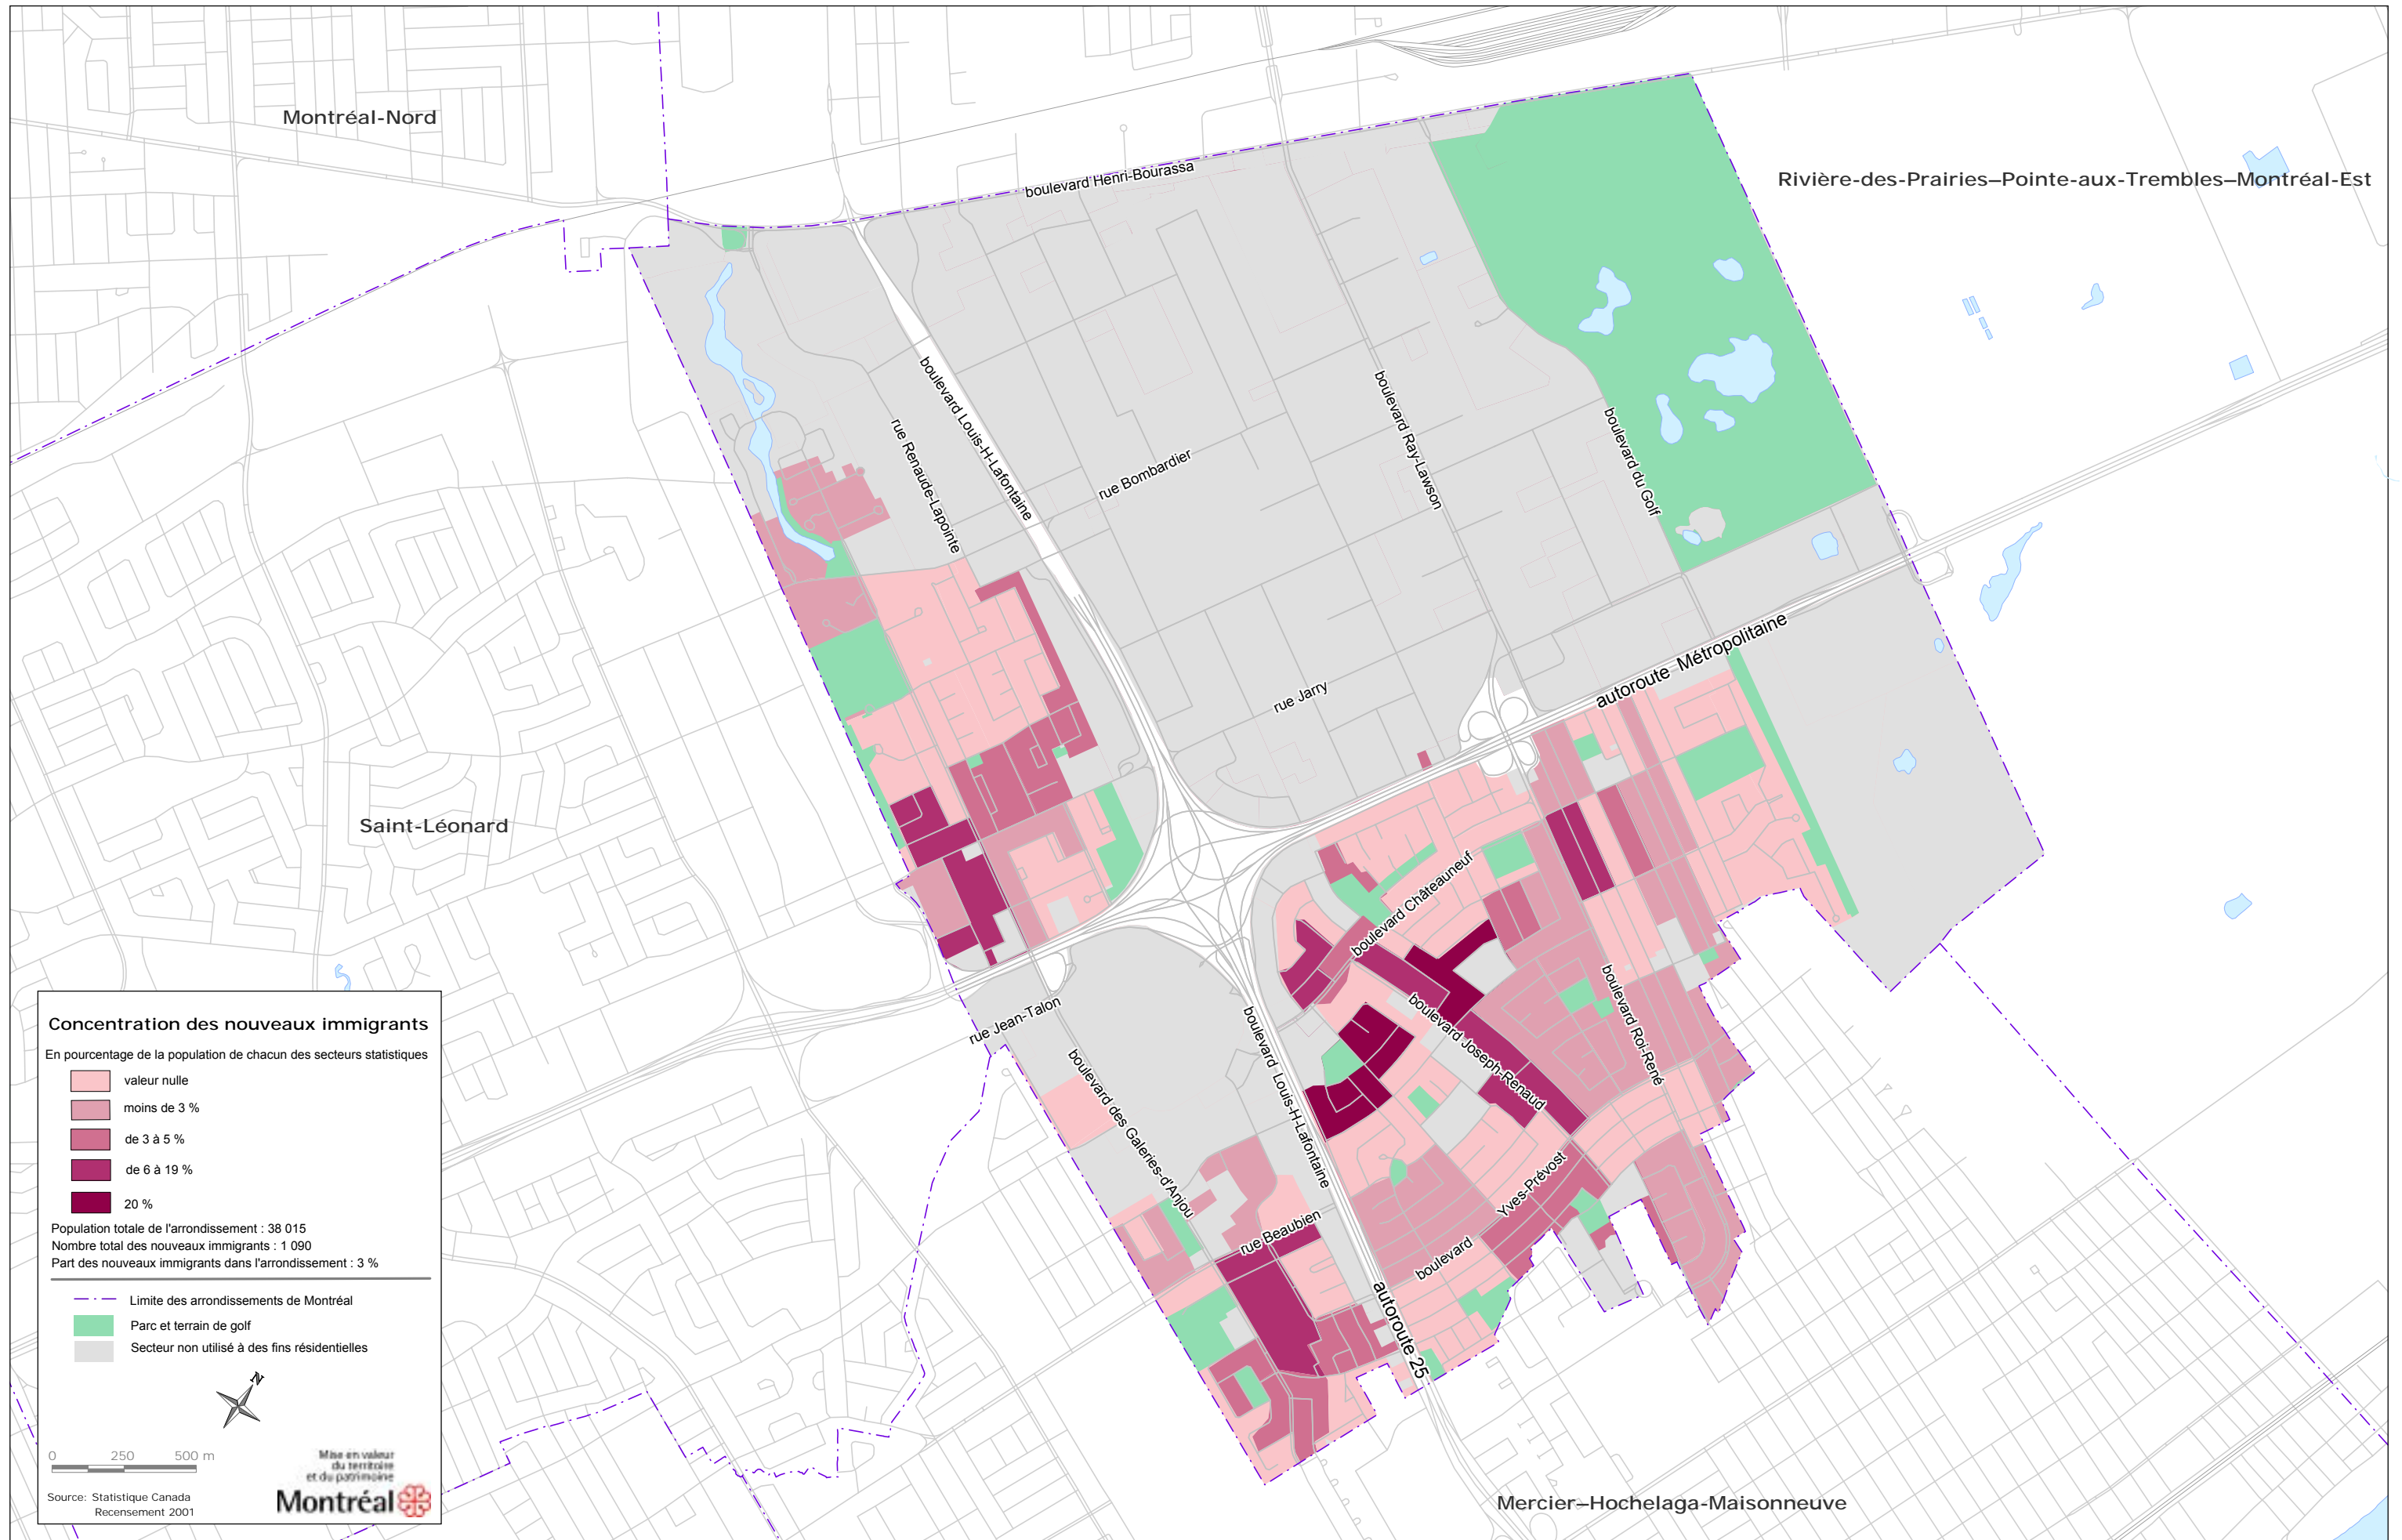 Montréal-Nord
Rivière-des-Prairies–Pointe-aux-Trembles–Montréal-Est
boulevard Henri-Bourassa
boulevard Louis-H-Lafontaine
rue Renaude-Lapointe
rue Bombardier
boulevard Ray-Lawson
boulevard du Golf
autoroute Métropolitaine
rue Jarry
Saint-Léonard
boulevard Châteauneuf
boulevard Roi-René
boulevard Joseph-Renaud
rue Jean-Talon
boulevard des Galeries-d'Anjou
boulevard Louis-H-Lafontaine
rue Beaubien
boulevard Yves-Prévost
autoroute 25
Mercier–Hochelaga-Maisonneuve
Concentration des nouveaux immigrants
En pourcentage de la population de chacun des secteurs statistiques
valeur nulle
moins de 3 %
de 3 à 5 %
de 6 à 19 %
20 %
Population totale de l'arrondissement : 38 015
Nombre total des nouveaux immigrants : 1 090
Part des nouveaux immigrants dans l'arrondissement : 3 %
Limite des arrondissements de Montréal
Parc et terrain de golf
Secteur non utilisé à des fins résidentielles
N
0 250 500 m
Mise en valeur
du territoire
et du patrimoine
Montréal
Source: Statistique Canada
Recensement 2001